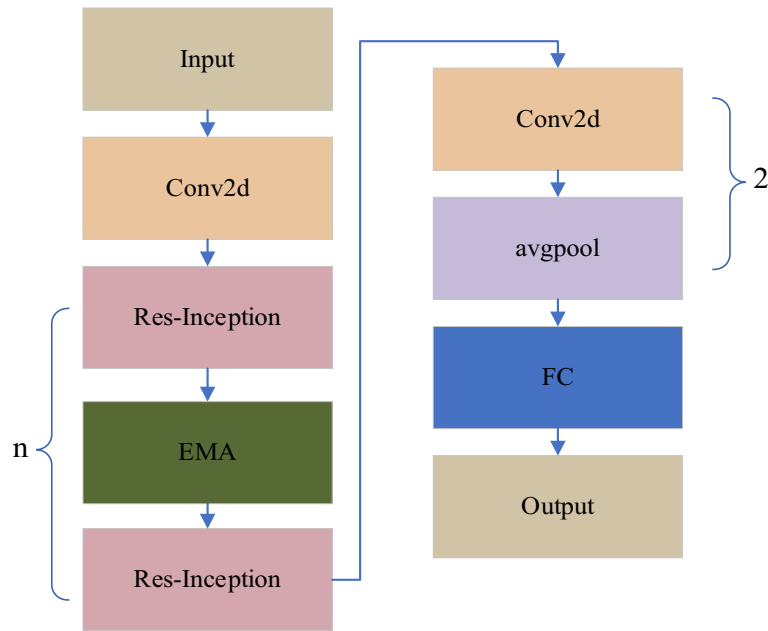 Input
Conv2d
Res-Inception
n
EMA
Res-Inception
Conv2d
2
avgpool
FC
Output